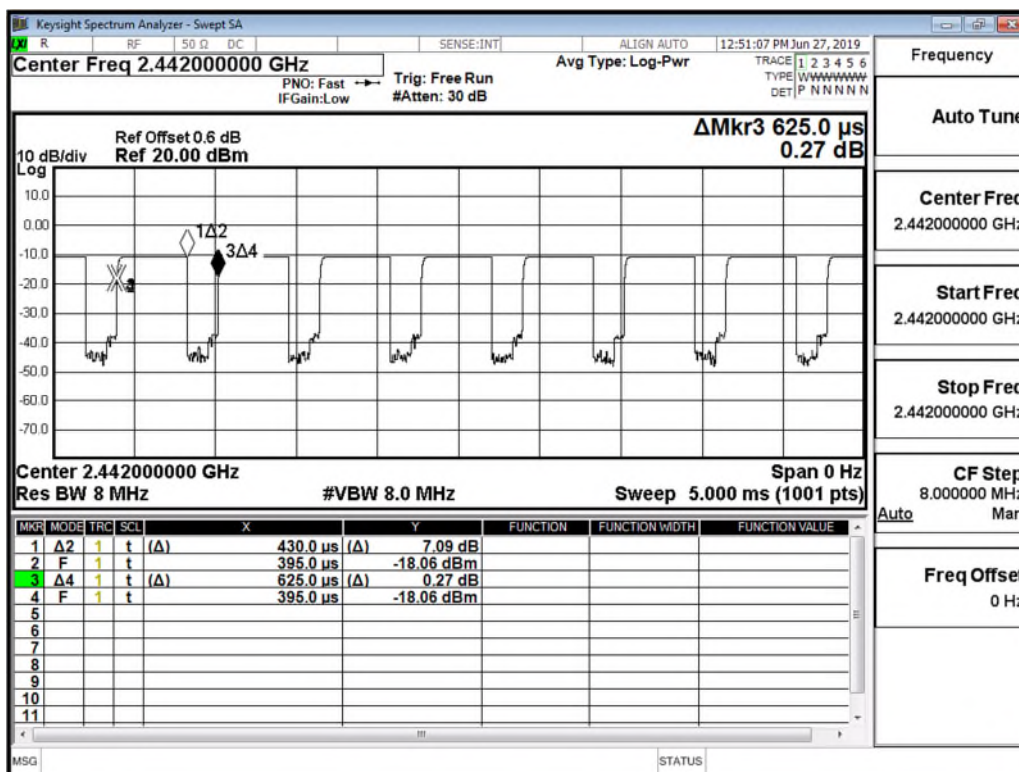 Keysight Spectrum Analyzer - Swept SA
LXI R RF 50 Ω DC SENSE:INT ALIGN AUTO 12:51:07 PM Jun 27, 2019
Center Freq 2.442000000 GHz
PNO: Fast
IFGain:Low
Trig: Free Run
#Atten: 30 dB
Avg Type: Log-Pwr
TRACE 1 2 3 4 5 6
TYPE WWWWWW
DET P N N N N N
ΔMkr3 625.0 µs
0.27 dB
Ref Offset 0.6 dB
10 dB/div Ref 20.00 dBm
Log
10.0
0.00
-10.0
-20.0
-30.0
-40.0
-50.0
-60.0
-70.0
1Δ2
3Δ4
Center 2.442000000 GHz Span 0 Hz
Res BW 8 MHz #VBW 8.0 MHz Sweep 5.000 ms (1001 pts)
MKR MODE TRC SCL X Y FUNCTION FUNCTION WIDTH FUNCTION VALUE
1 Δ2 1 t (Δ) 430.0 µs (Δ) 7.09 dB
2 F 1 t 395.0 µs -18.06 dBm
3 Δ4 1 t (Δ) 625.0 µs (Δ) 0.27 dB
4 F 1 t 395.0 µs -18.06 dBm
5
6
7
8
9
10
11
MSG STATUS
Frequency
Auto Tune
Center Freq
2.442000000 GHz
Start Freq
2.442000000 GHz
Stop Freq
2.442000000 GHz
CF Step
8.000000 MHz
Auto Man
Freq Offset
0 Hz